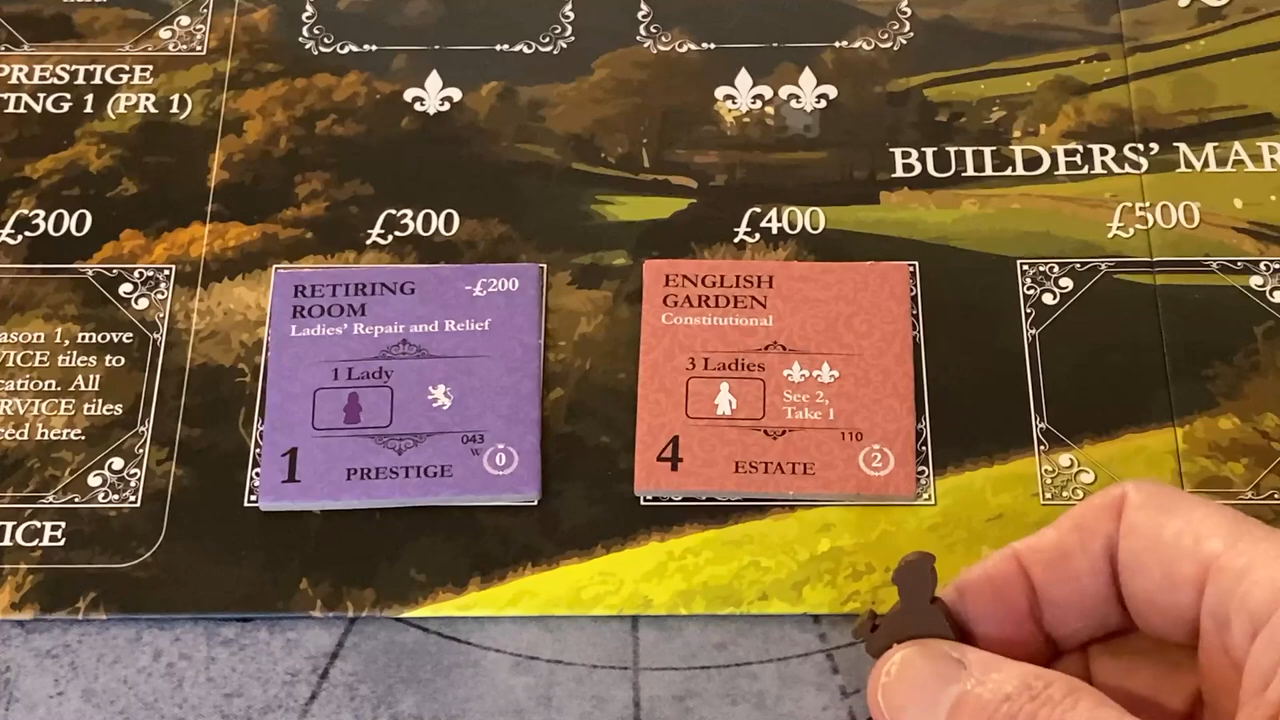 PRESTIGE
TING 1 (PR 1)
BUILDERS' MAR
£300
£300
£400
£500
ason 1, move
VICE tiles to
cation. All
RVICE tiles
ced here.
ICE
RETIRING
ROOM
-£200
Ladies' Repair and Relief
1 Lady
043
W
0
1
PRESTIGE
ENGLISH
GARDEN
Constitutional
3 Ladies
See 2,
Take 1
110
4
ESTATE
2